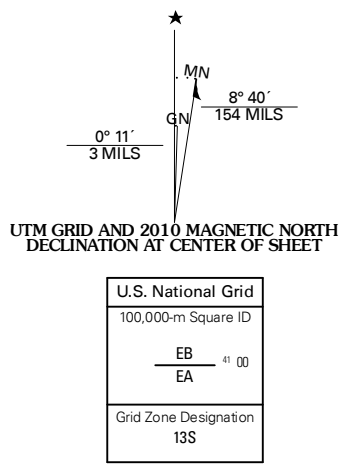 ★
MN
8° 40´
154 MILS
GN
0° 11´
3 MILS
UTM GRID AND 2010 MAGNETIC NORTH
DECLINATION AT CENTER OF SHEET
U.S. National Grid
100,000-m Square ID
EB
41 00
EA
Grid Zone Designation
13S